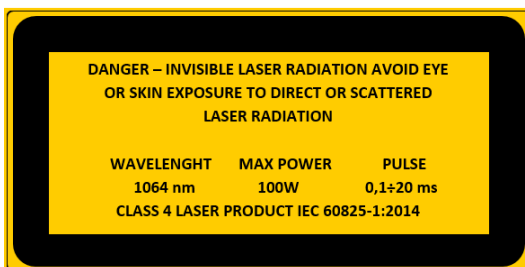 DANGER – INVISIBLE LASER RADIATION AVOID EYE
OR SKIN EXPOSURE TO DIRECT OR SCATTERED
LASER RADIATION
WAVELENGHT MAX POWER PULSE
1064 nm 100W 0,1÷20 ms
CLASS 4 LASER PRODUCT IEC 60825-1:2014